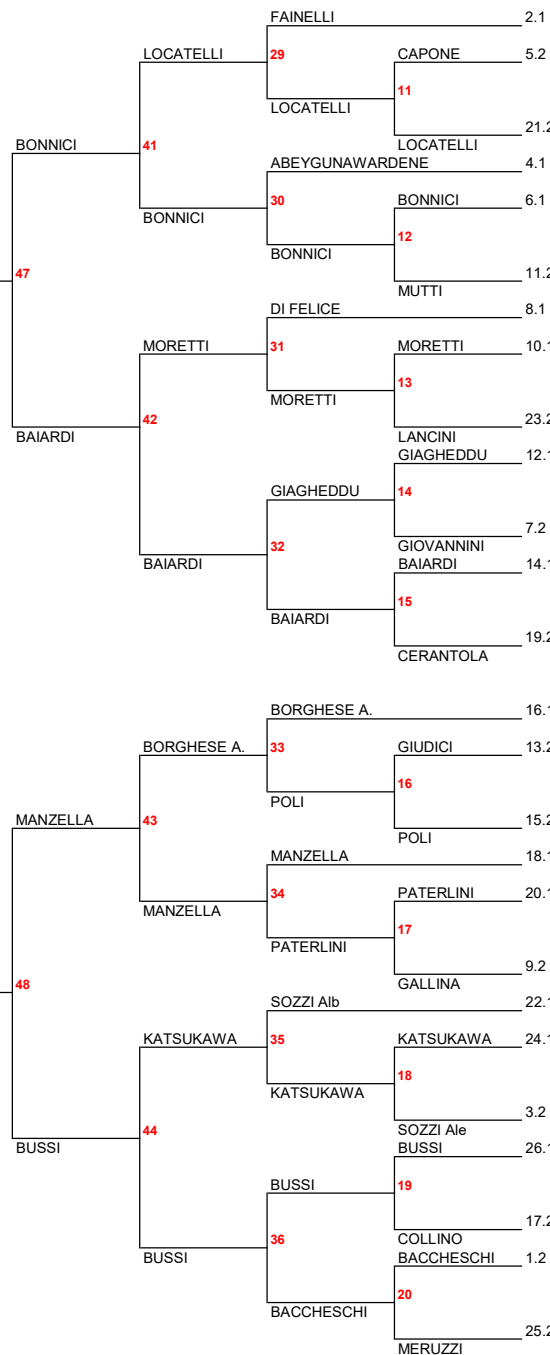 FAINELLI 2.1
LOCATELLI 29 CAPONE 5.2
11
LOCATELLI
21.2
BONNICI 41 LOCATELLI
ABEYGUNAWARDENE 4.1
30 BONNICI 6.1
BONNICI
12
BONNICI
47 11.2
MUTTI
DI FELICE 8.1
MORETTI 31 MORETTI 10.1
13
MORETTI
42 23.2
BAIARDI LANCINI
GIAGHEDDU 12.1
GIAGHEDDU 14
7.2
32 GIOVANNINI
BAIARDI BAIARDI 14.1
15
BAIARDI
19.2
CERANTOLA
BORGHESE A. 16.1
BORGHESE A. 33 GIUDICI 13.2
16
POLI
MANZELLA 43 15.2
POLI
MANZELLA 18.1
34 PATERLINI 20.1
MANZELLA
17
PATERLINI
9.2
48 GALLINA
SOZZI Alb 22.1
KATSUKAWA 35 KATSUKAWA 24.1
18
KATSUKAWA
44 3.2
SOZZI Ale
BUSSI BUSSI 26.1
BUSSI 19
17.2
36 COLLINO
BUSSI BACCHESCHI 1.2
20
BACCHESCHI
25.2
MERUZZI